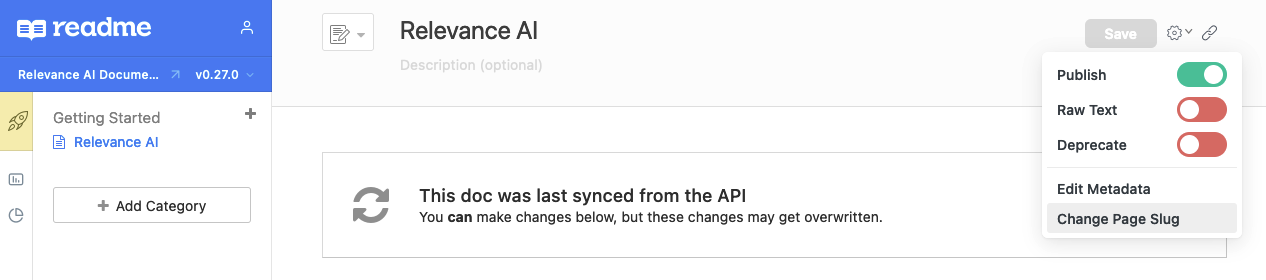 readme
Relevance AI Docume... v0.27.0
Getting Started
Relevance AI
Add Category
Relevance AI
Description (optional)
Save
Publish
Raw Text
Deprecate
Edit Metadata
Change Page Slug
This doc was last synced from the API
You can make changes below, but these changes may get overwritten.